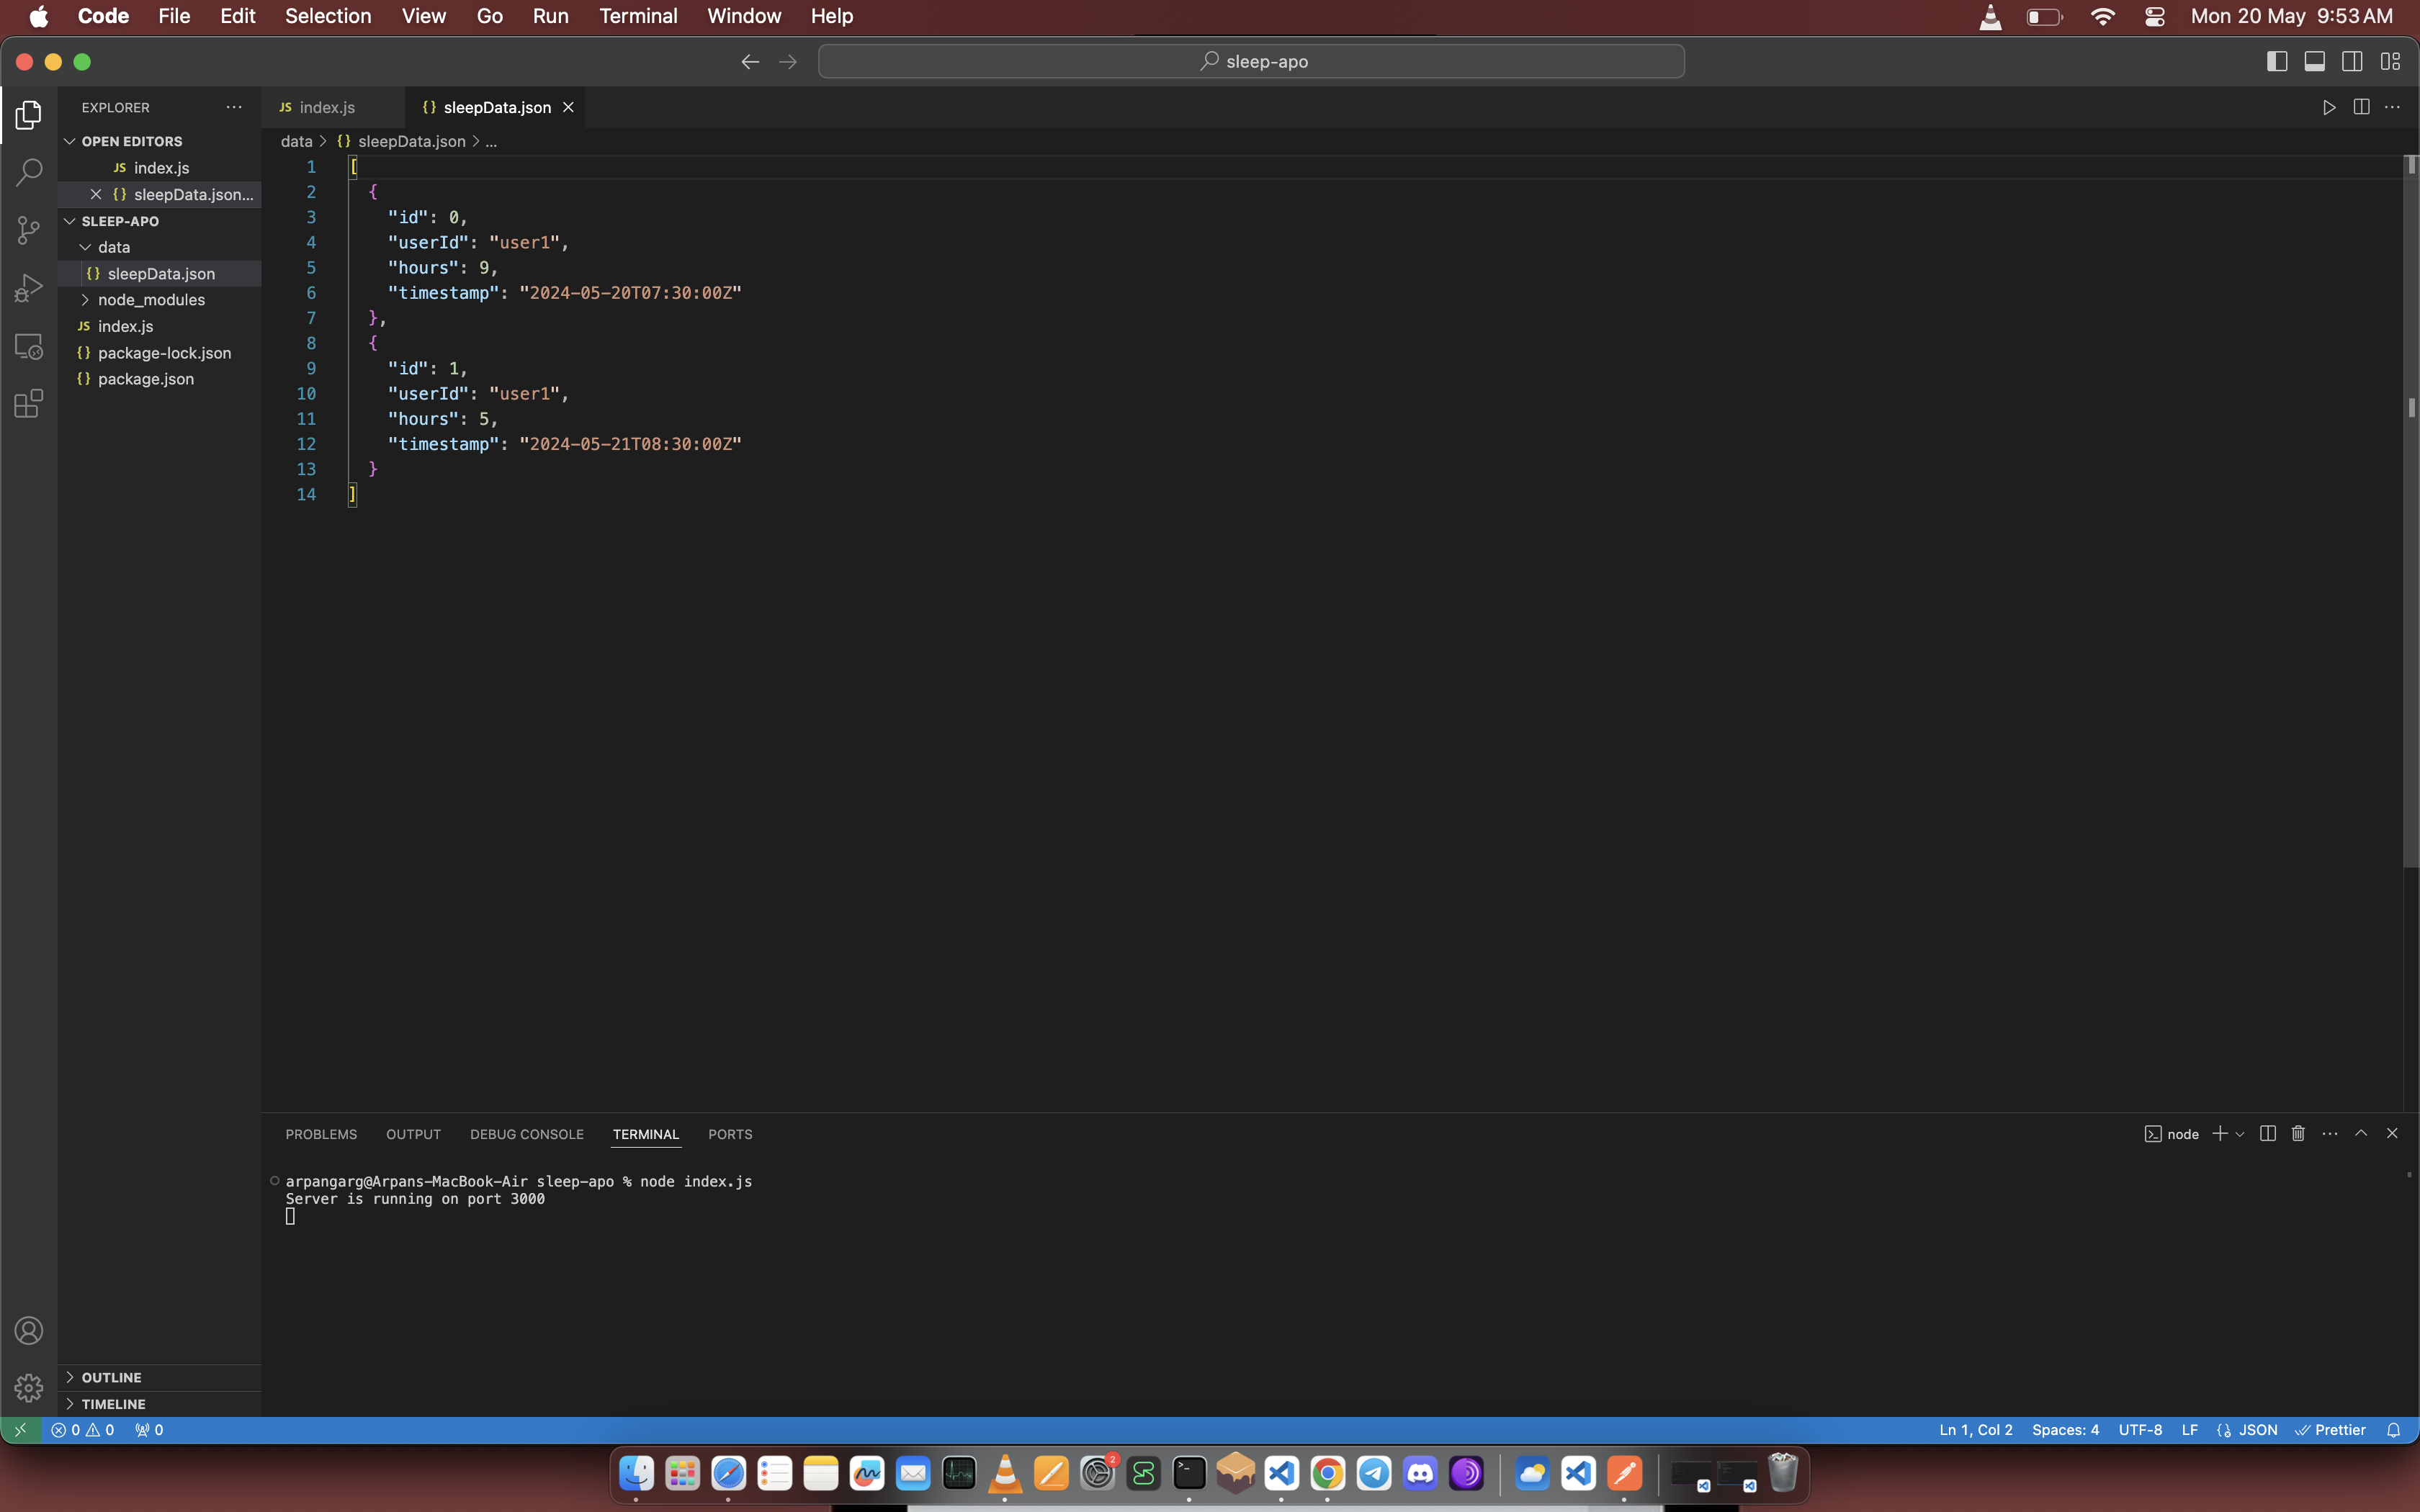 Code File Edit Selection View Go Run Terminal Window Help Mon 20 May 9:53 AM
sleep-apo
EXPLORER
OPEN EDITORS
JS index.js
{} sleepData.json...
SLEEP-APO
data
{} sleepData.json
node_modules
JS index.js
{} package-lock.json
{} package.json
OUTLINE
TIMELINE
JS index.js {} sleepData.json
data > {} sleepData.json > ...
1 [
2 {
3 "id": 0,
4 "userId": "user1",
5 "hours": 9,
6 "timestamp": "2024-05-20T07:30:00Z"
7 },
8 {
9 "id": 1,
10 "userId": "user1",
11 "hours": 5,
12 "timestamp": "2024-05-21T08:30:00Z"
13 }
14 ]
PROBLEMS OUTPUT DEBUG CONSOLE TERMINAL PORTS node
arpangarg@Arpans-MacBook-Air sleep-apo % node index.js
Server is running on port 3000
0 0 0 Ln 1, Col 2 Spaces: 4 UTF-8 LF {} JSON Prettier
2